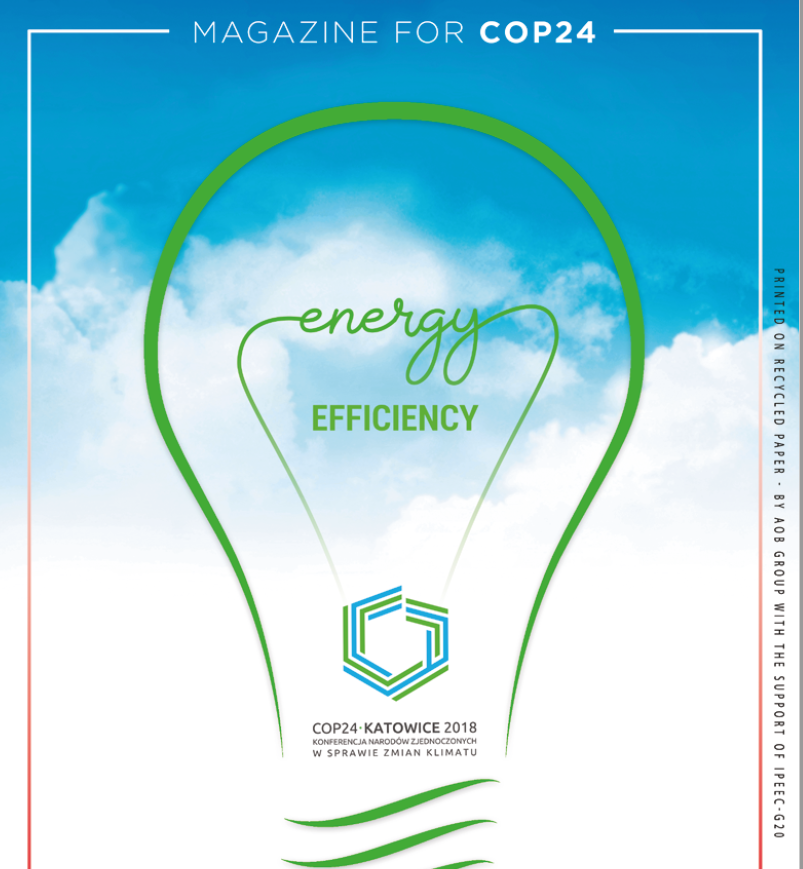 MAGAZINE FOR COP24
energy
EFFICIENCY
COP24·KATOWICE 2018
KONFERENCJA NARODÓW ZJEDNOCZONYCH
W SPRAWIE ZMIAN KLIMATU
PRINTED ON RECYCLED PAPER · BY AOB GROUP WITH THE SUPPORT OF IPEEC-G20